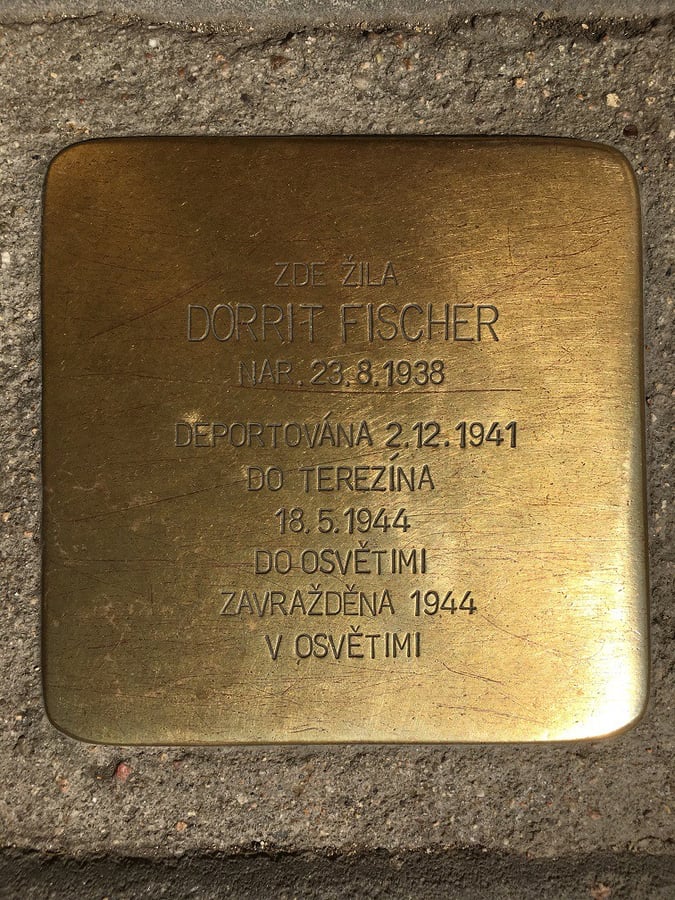 ZDE ŽILA
DORRIT FISCHER
NAR. 23.8.1938
DEPORTOVÁNA 2.12.1941
DO TEREZÍNA
18.5.1944
DO OSVĚTIMI
ZAVRAŽDĚNA 1944
V OSVĚTIMI